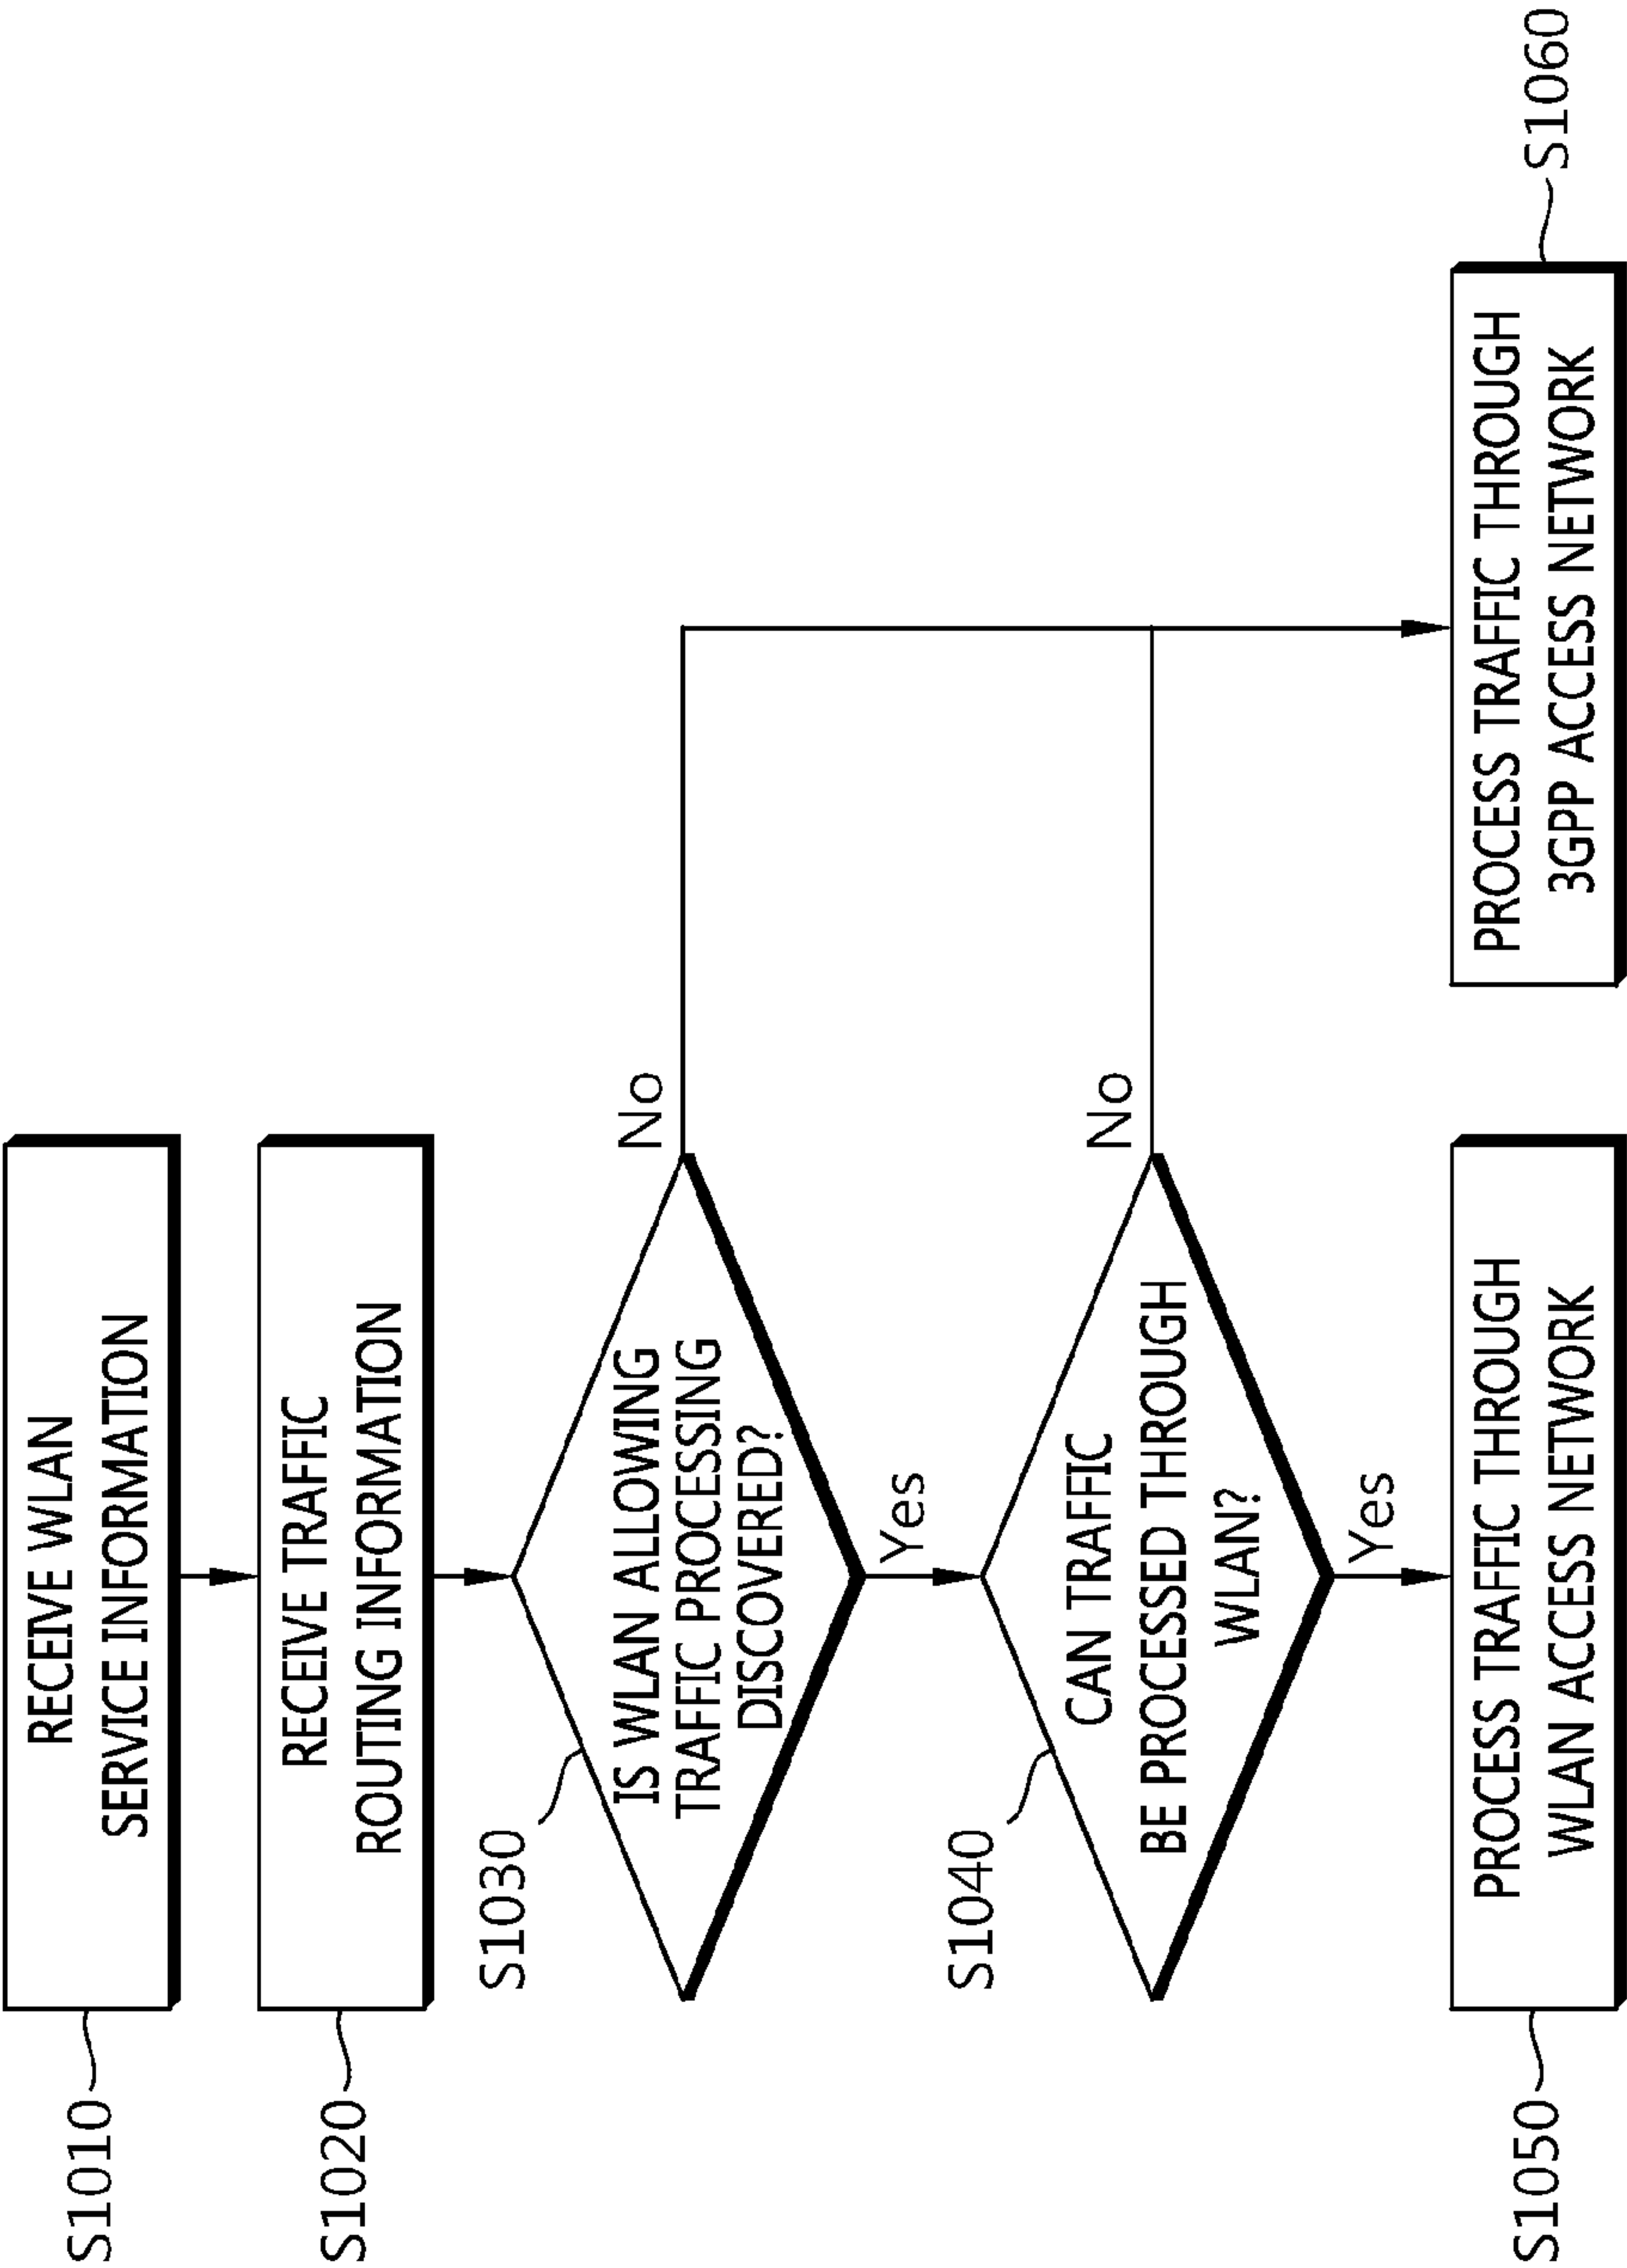 S1010
RECEIVE WLAN
SERVICE INFORMATION
S1020
RECEIVE TRAFFIC
ROUTING INFORMATION
S1030
IS WLAN ALLOWING
TRAFFIC PROCESSING
DISCOVERED?
No
Yes
S1040
CAN TRAFFIC
BE PROCESSED THROUGH
WLAN?
No
Yes
S1050
PROCESS TRAFFIC THROUGH
WLAN ACCESS NETWORK
PROCESS TRAFFIC THROUGH
3GPP ACCESS NETWORK
S1060